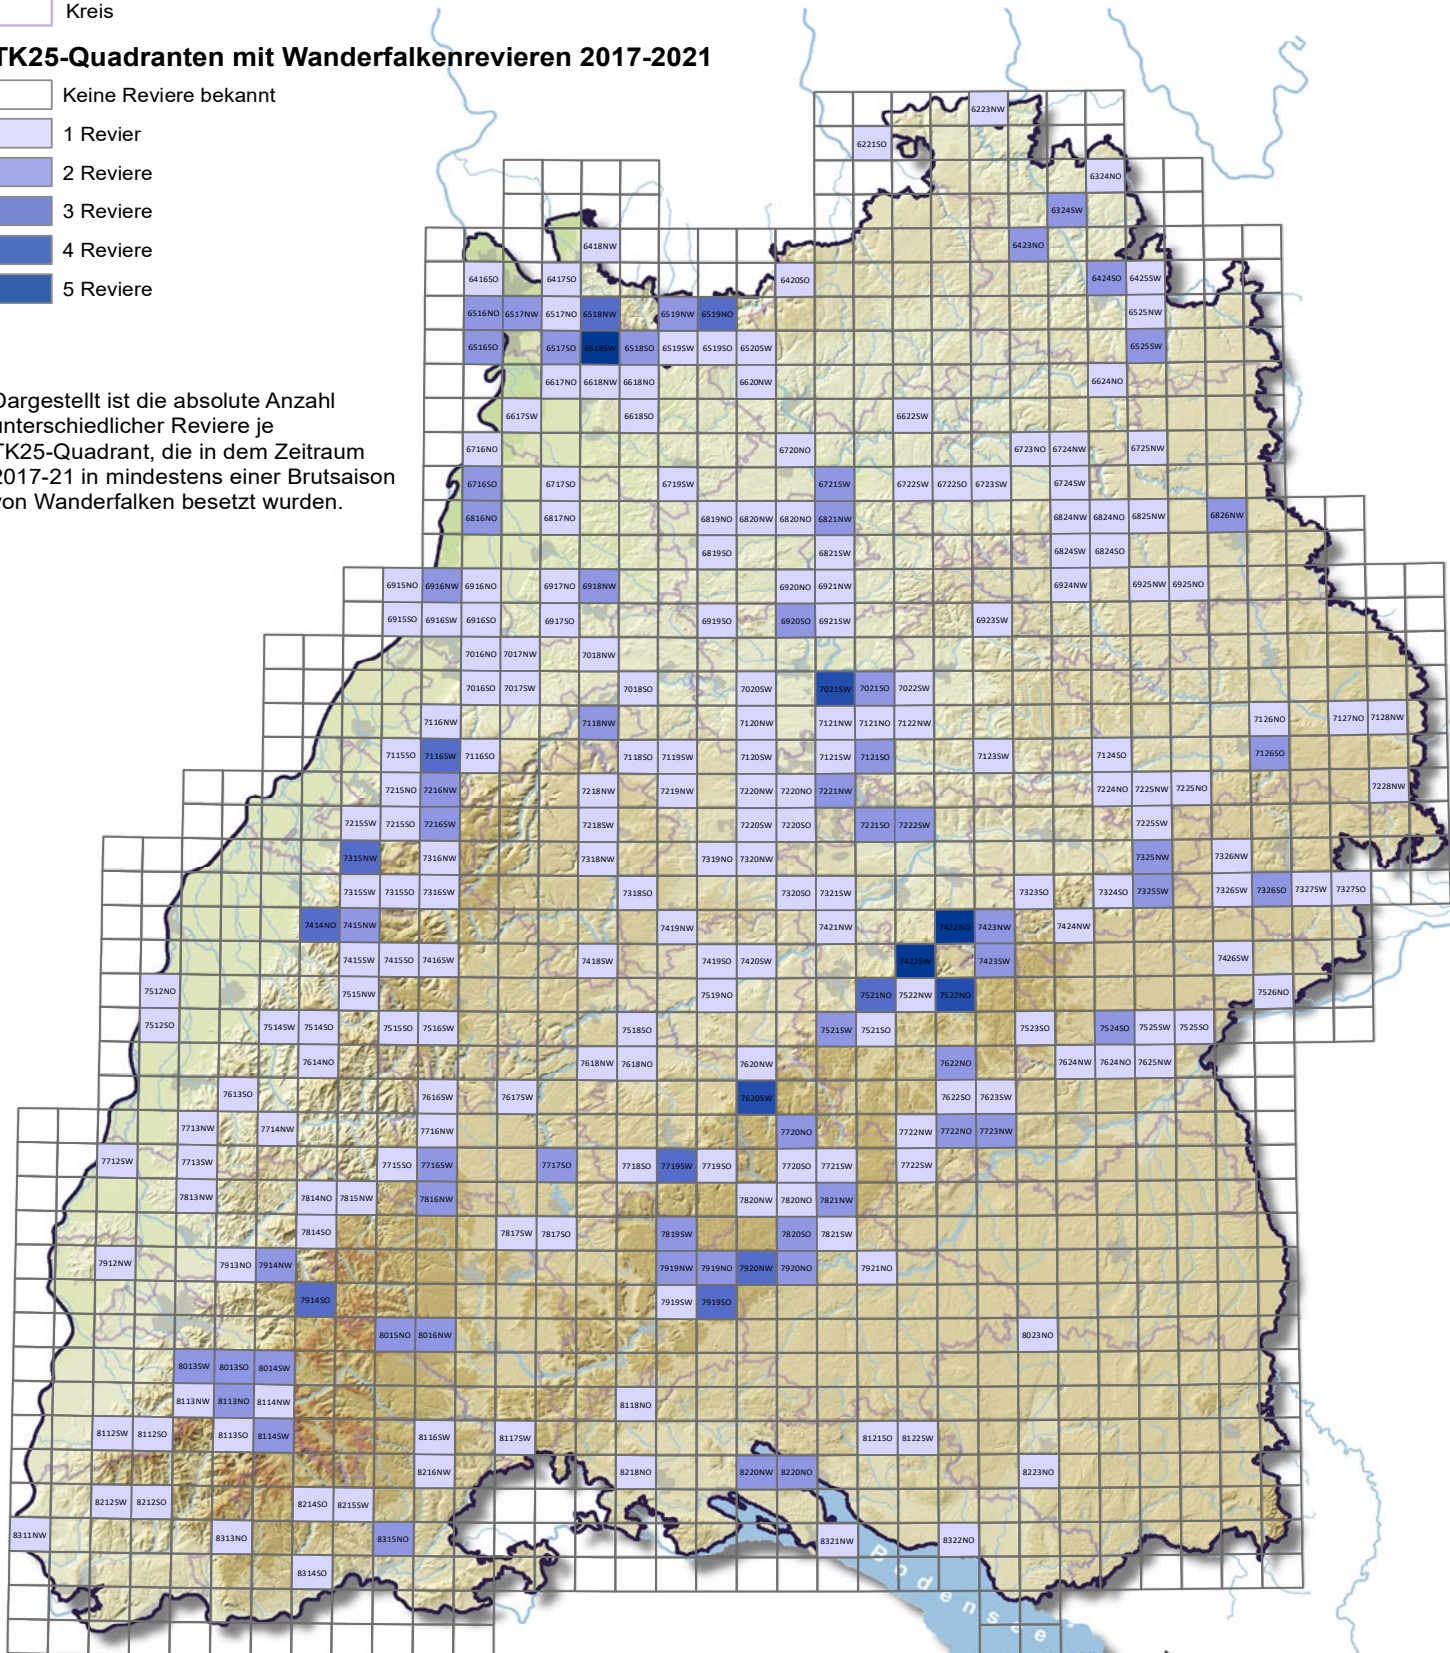 Kreis
TK25-Quadranten mit Wanderfalkenrevieren 2017-2021
Keine Reviere bekannt
1 Revier
2 Reviere
3 Reviere
4 Reviere
5 Reviere
Dargestellt ist die absolute Anzahl
unterschiedlicher Reviere je
TK25-Quadrant, die in dem Zeitraum
2017-21 in mindestens einer Brutsaison
von Wanderfalken besetzt wurden.
6223NW
6221SO
6324NO
6324SW
6418NW 6423NO
6416SO 6417SO 6420SO 6424SO 6425SW
6516NO 6517NW 6517NO 6518NW 6519NW 6519NO 6525NW
6516SO 6517SO 6518SW 6518SO 6519SW 6519SO 6520SW 6525SW
6617NO 6618NW 6618NO 6620NW 6624NO
6617SW 6618SO 6622SW
6716NO 6720NO 6723NO 6724NW 6725NW
6716SO 6717SO 6719SW 6721SW 6722SW 6722SO 6723SW 6724SW
6816NO 6817NO 6819NO 6820NW 6820NO 6821NW 6824NW 6824NO 6825NW 6826NW
6819SO 6821SW 6824SW 6824SO
6915NO 6916NW 6916NO 6917NO 6918NW 6920NO 6921NW 6924NW 6925NW 6925NO
6915SO 6916SW 6916SO 6917SO 6919SO 6920SO 6921SW 6923SW
7016NO 7017NW 7018NW
7016SO 7017SW 7018SO 7020SW 7021SW 7021SO 7022SW
7116NW 7118NW 7120NW 7121NW 7121NO 7122NW 7126NO 7127NO 7128NW
7115SO 7116SW 7116SO 7118SO 7119SW 7120SW 7121SW 7121SO 7123SW 7124SO 7126SO
7215NO 7216NW 7218NW 7219NW 7220NW 7220NO 7221NW 7224NO 7225NW 7225NO 7228NW
7215SW 7215SO 7216SW 7218SW 7220SW 7220SO 7221SO 7222SW 7225SW
7315NW 7316NW 7318NW 7319NO 7320NW 7325NW 7326NW
7315SW 7315SO 7316SW 7318SO 7320SO 7321SW 7323SO 7324SO 7325SW 7326SW 7326SO 7327SW 7327SO
7414NO 7415NW 7419NW 7421NW 7422NO 7423NW 7424NW
7415SW 7415SO 7416SW 7418SW 7419SO 7420SW 7422SW 7423SW 7426SW
7512NO 7515NW 7519NO 7521NO 7522NW 7522NO 7526NO
7512SO 7514SW 7514SO 7515SO 7516SW 7518SO 7521SW 7521SO 7523SO 7524SO 7525SW 7525SO
7614NO 7618NW 7618NO 7620NW 7622NO 7624NW 7624NO 7625NW
7613SO 7616SW 7617SW 7620SW 7622SO 7623SW
7713NW 7714NW 7716NW 7720NO 7722NW 7722NO 7723NW
7712SW 7713SW 7715SO 7716SW 7717SO 7718SO 7719SW 7719SO 7720SO 7721SW 7722SW
7813NW 7814NO 7815NW 7816NW 7820NW 7820NO 7821NW
7814SO 7817SW 7817SO 7819SW 7820SO 7821SW
7912NW 7913NO 7914NW 7919NW 7919NO 7920NW 7920NO 7921NO
7914SO 7919SW 7919SO
8015NO 8016NW 8023NO
8013SW 8013SO 8014SW
8113NW 8113NO 8114NW 8118NO
8112SW 8112SO 8113SO 8114SW 8116SW 8117SW 8121SO 8122SW
8216NW 8218NO 8220NW 8220NO 8223NO
8212SW 8212SO 8214SO 8215SW
8311NW 8313NO 8315NO 8321NW 8322NO
8314SO
Bodensee